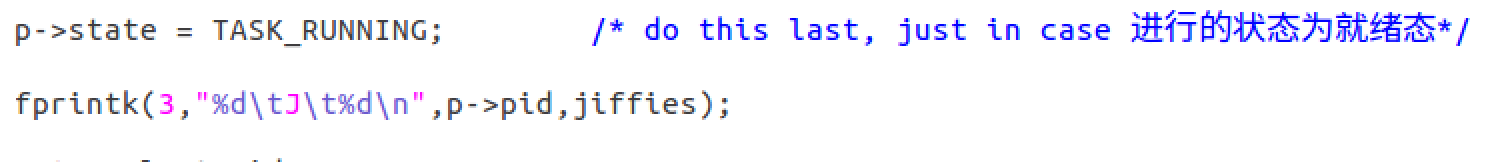 p->state = TASK_RUNNING; /* do this last, just in case 进行的状态为就绪态*/
fprintk(3,"%d\tJ\t%d\n",p->pid,jiffies);